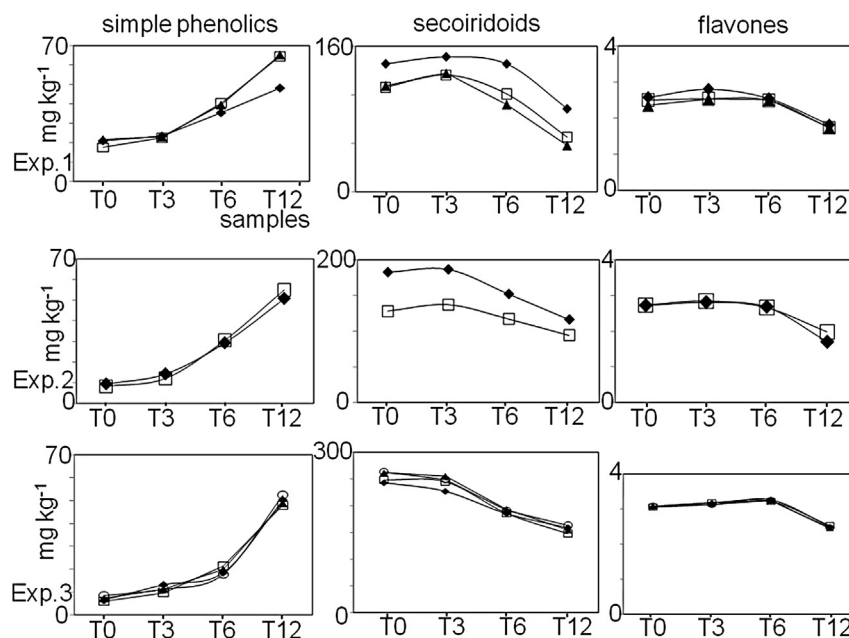 simple phenolics secoiridoids flavones
70 160 4
mg kg-1
2
Exp.1
0 0 0
T0 T3 T6 T12 T0 T3 T6 T12 T0 T3 T6 T12
samples
70 200 4
mg kg-1
2
Exp.2
0 0 0
T0 T3 T6 T12 T0 T3 T6 T12 T0 T3 T6 T12
70 300 4
mg kg-1
2
Exp.3
0 0 0
T0 T3 T6 T12 T0 T3 T6 T12 T0 T3 T6 T12